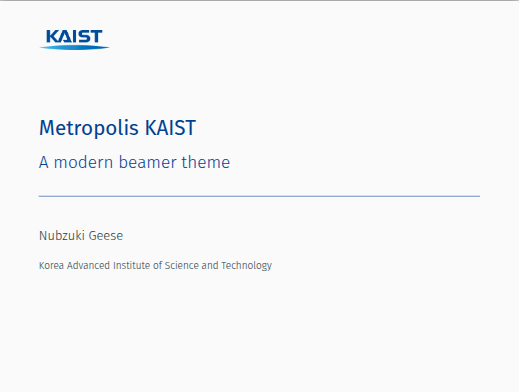 KAIST
Metropolis KAIST
A modern beamer theme
Nubzuki Geese
Korea Advanced Institute of Science and Technology